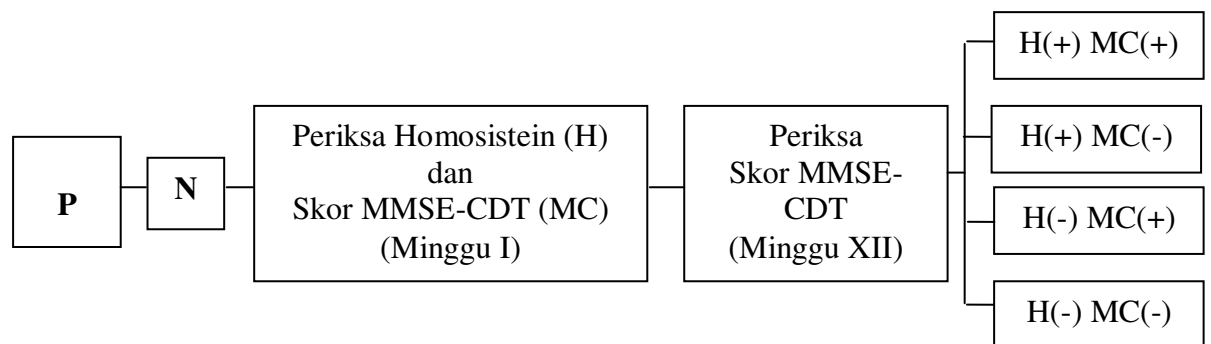 P
N
Periksa Homosistein (H)
dan
Skor MMSE-CDT (MC)
(Minggu I)
Periksa
Skor MMSE-
CDT
(Minggu XII)
H(+) MC(+)
H(+) MC(-)
H(-) MC(+)
H(-) MC(-)